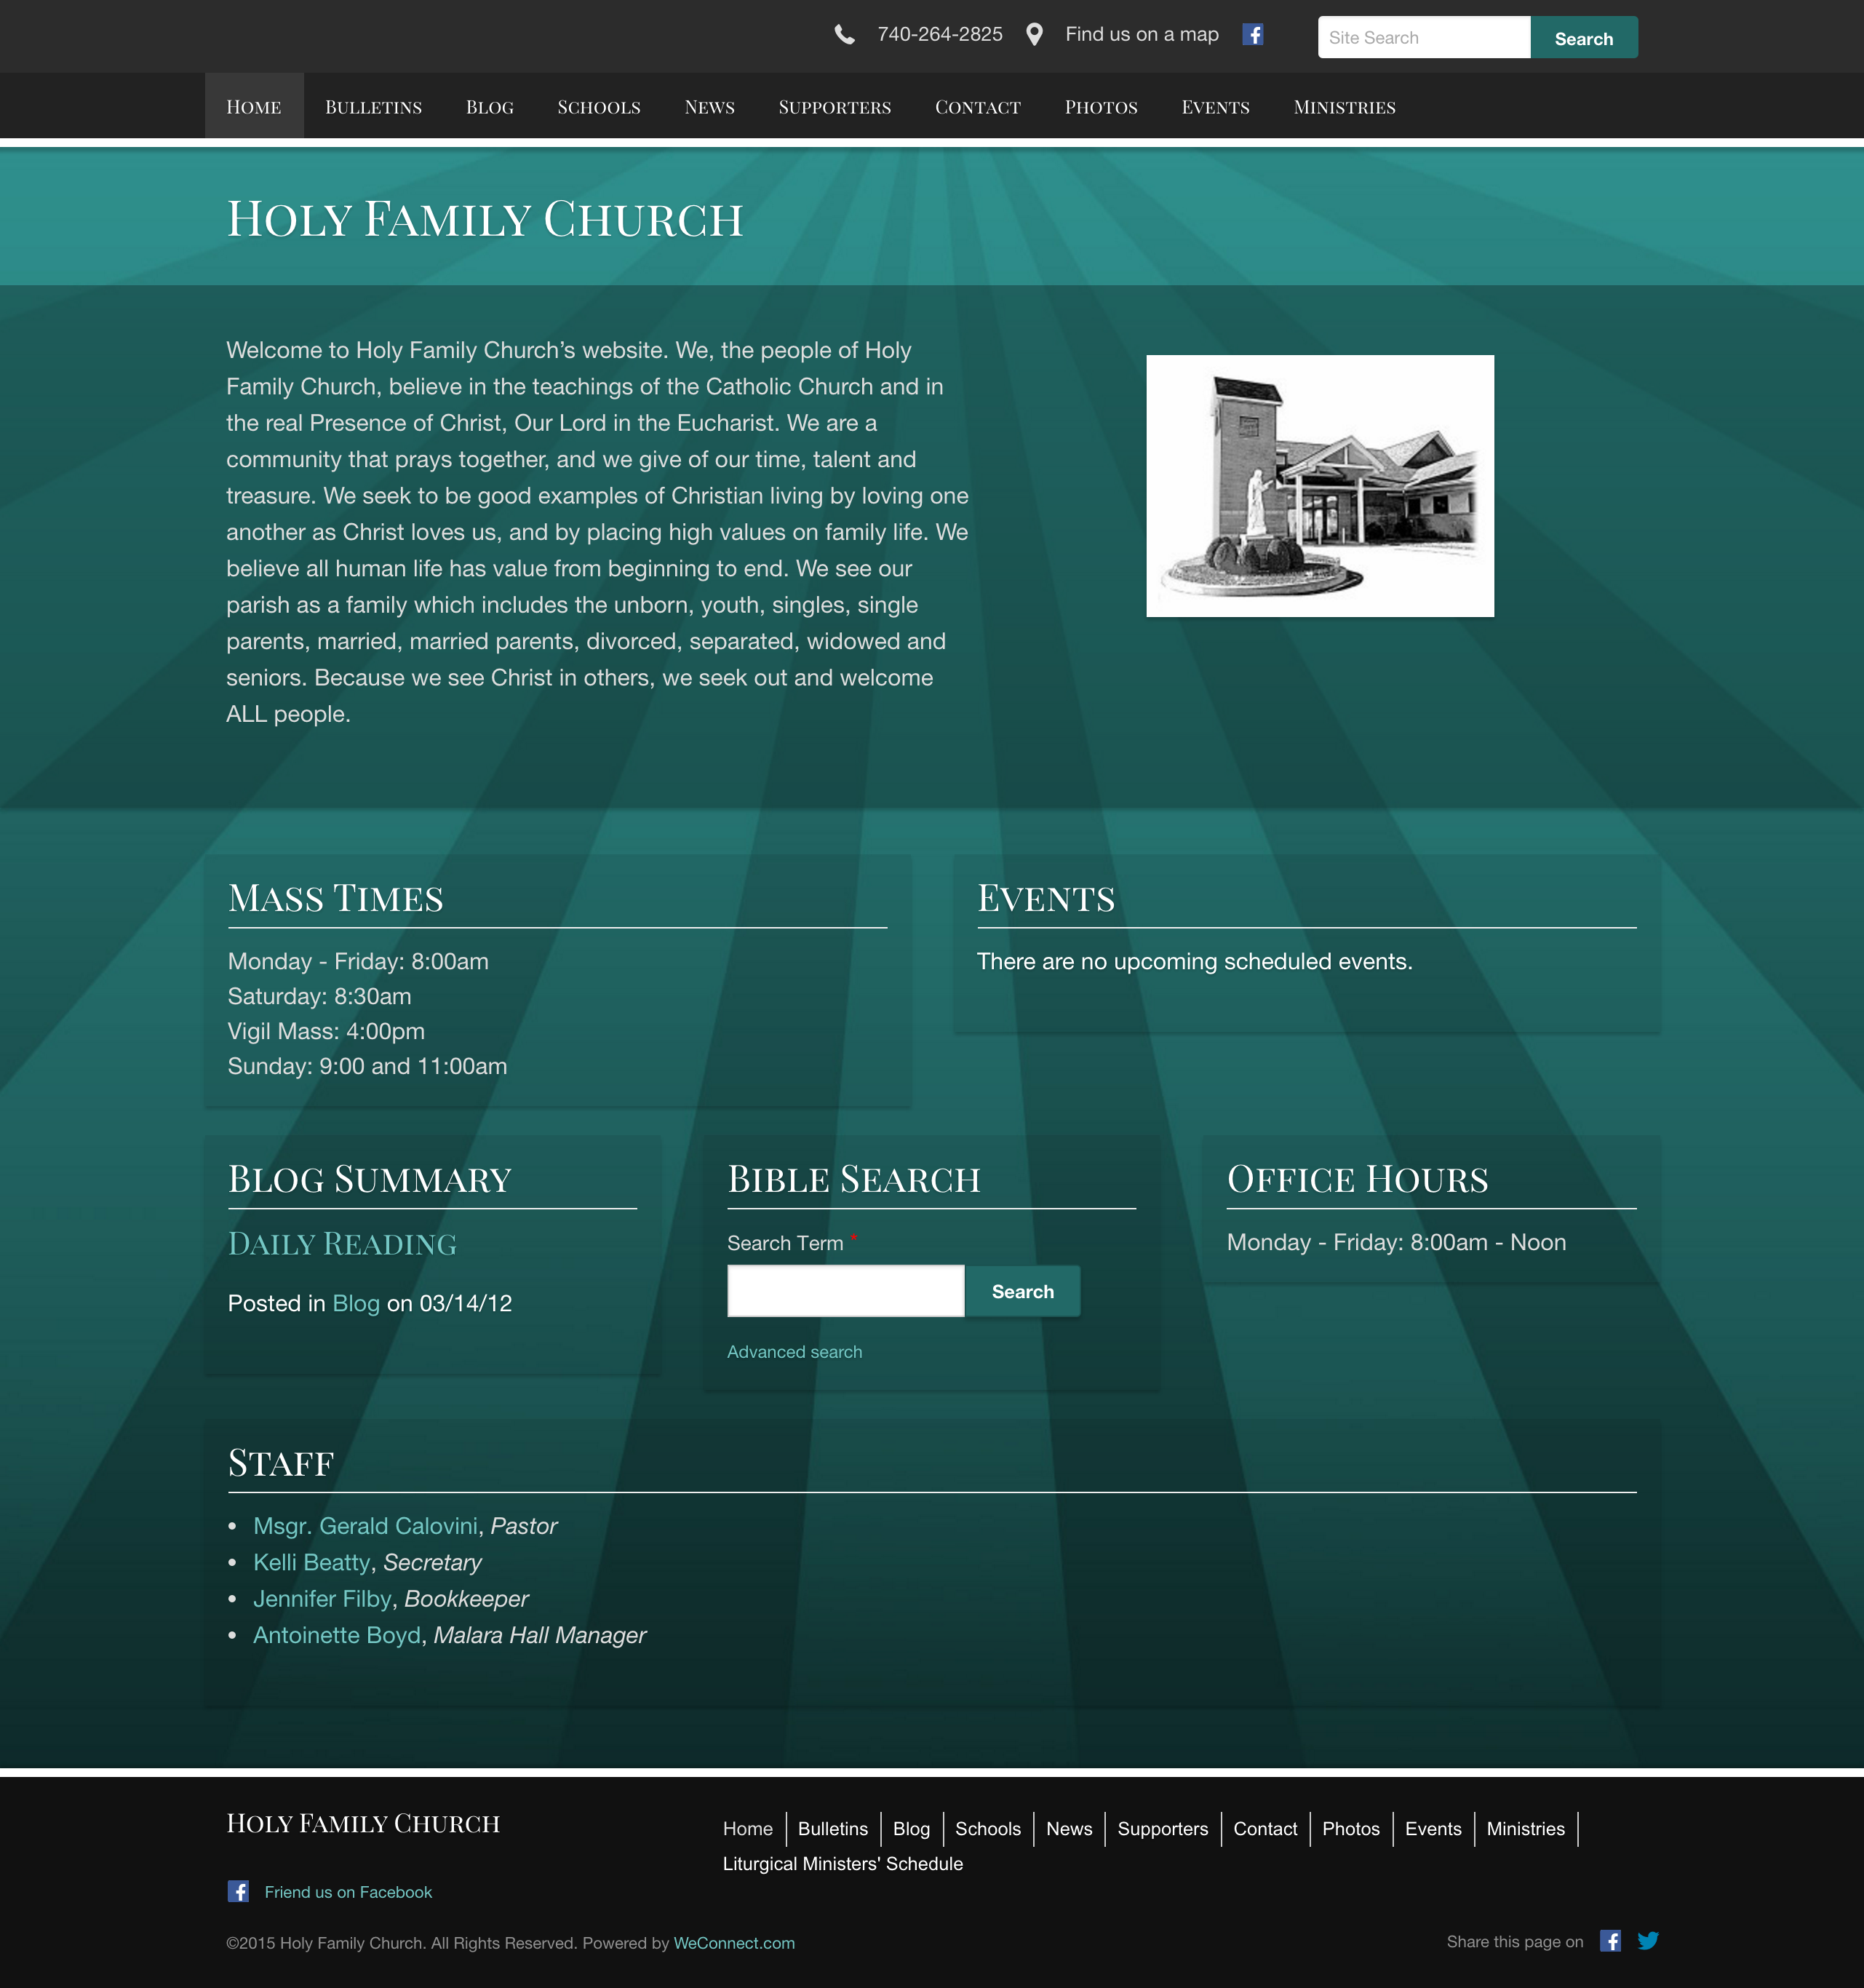 740-264-2825 Find us on a map Site Search Search
Home Bulletins Blog Schools News Supporters Contact Photos Events Ministries
Holy Family Church
Welcome to Holy Family Church’s website. We, the people of Holy
Family Church, believe in the teachings of the Catholic Church and in
the real Presence of Christ, Our Lord in the Eucharist. We are a
community that prays together, and we give of our time, talent and
treasure. We seek to be good examples of Christian living by loving one
another as Christ loves us, and by placing high values on family life. We
believe all human life has value from beginning to end. We see our
parish as a family which includes the unborn, youth, singles, single
parents, married, married parents, divorced, separated, widowed and
seniors. Because we see Christ in others, we seek out and welcome
ALL people.
Mass Times
Monday - Friday: 8:00am
Saturday: 8:30am
Vigil Mass: 4:00pm
Sunday: 9:00 and 11:00am
Events
There are no upcoming scheduled events.
Blog Summary
Daily Reading
Posted in Blog on 03/14/12
Bible Search
Search Term *
Search
Advanced search
Office Hours
Monday - Friday: 8:00am - Noon
Staff
• Msgr. Gerald Calovini, Pastor
• Kelli Beatty, Secretary
• Jennifer Filby, Bookkeeper
• Antoinette Boyd, Malara Hall Manager
Holy Family Church
Friend us on Facebook
Home Bulletins Blog Schools News Supporters Contact Photos Events Ministries
Liturgical Ministers' Schedule
©2015 Holy Family Church. All Rights Reserved. Powered by WeConnect.com
Share this page on